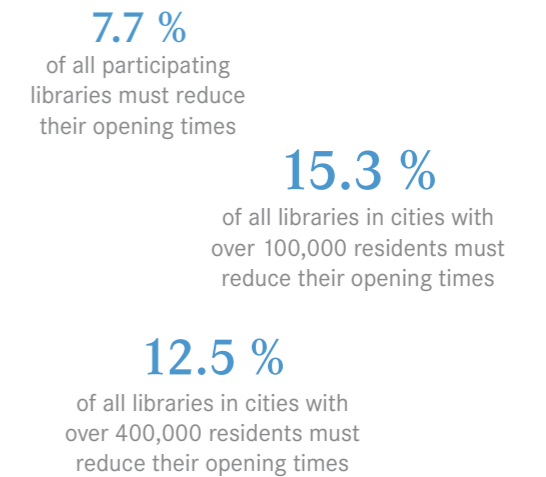 7.7 %
of all participating
libraries must reduce
their opening times
15.3 %
of all libraries in cities with
over 100,000 residents must
reduce their opening times
12.5 %
of all libraries in cities with
over 400,000 residents must
reduce their opening times